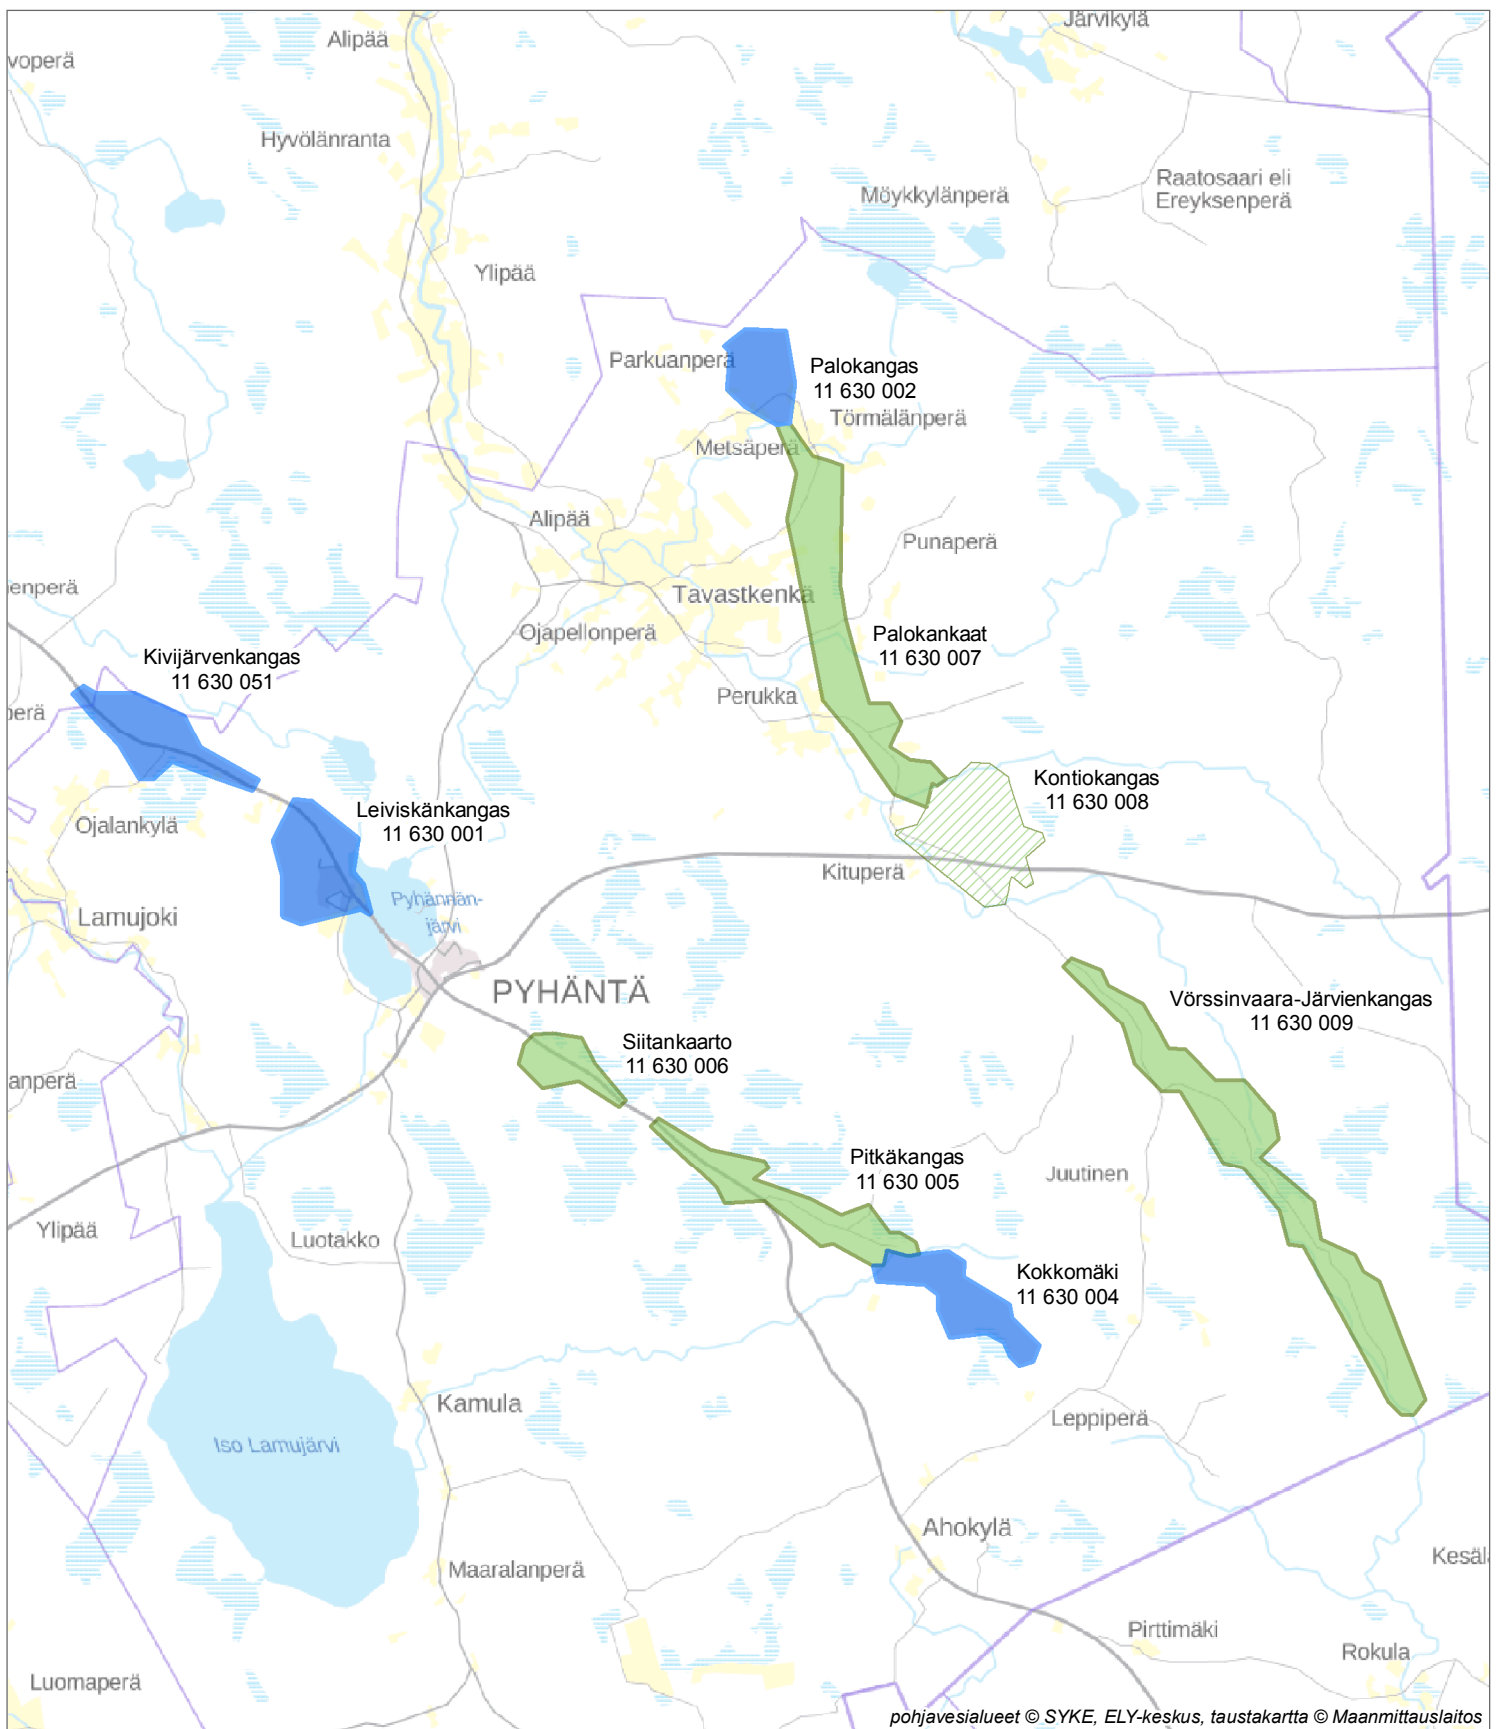 Järvikylä
Alipää
voperä
Hyvölänranta
Raatosaari eli
Ereyksenperä
Möykkylänperä
Ylipää
Parkuanperä
Palokangas
11 630 002
Törmälänperä
Metsäperä
Alipää
Punaperä
enperä
Tavastkenkä
Ojapellonperä
Palokankaat
11 630 007
Kivijärvenkangas
11 630 051
Perukka
perä
Kontiokangas
11 630 008
Leiviskänkangas
11 630 001
Ojalankylä
Kituperä
Pyhännän-
järvi
Lamujoki
PYHÄNTÄ
Vörssinvaara-Järvienkangas
11 630 009
Siitankaarto
11 630 006
anperä
Pitkäkangas
11 630 005
Juutinen
Ylipää
Luotakko
Kokkomäki
11 630 004
Kamula
Leppiperä
Iso Lamujärvi
Ahokylä
Kesäl
Maaralanperä
Pirttimäki
Rokula
Luomaperä
pohjavesialueet © SYKE, ELY-keskus, taustakartta © Maanmittauslaitos